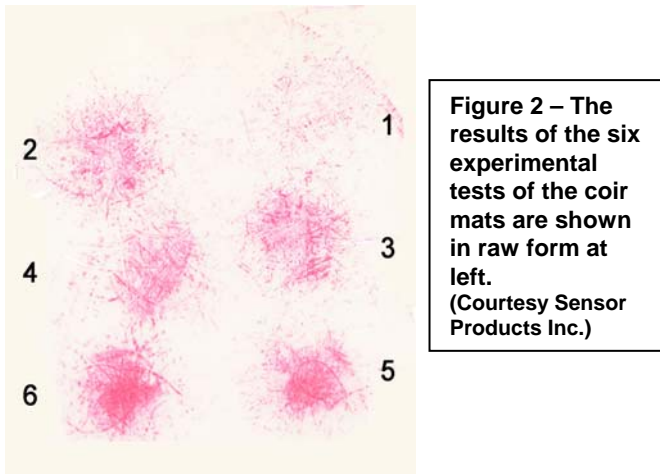 1
2
3
4
5
6
Figure 2 – The
results of the six
experimental
tests of the coir
mats are shown
in raw form at
left.
(Courtesy Sensor
Products Inc.)